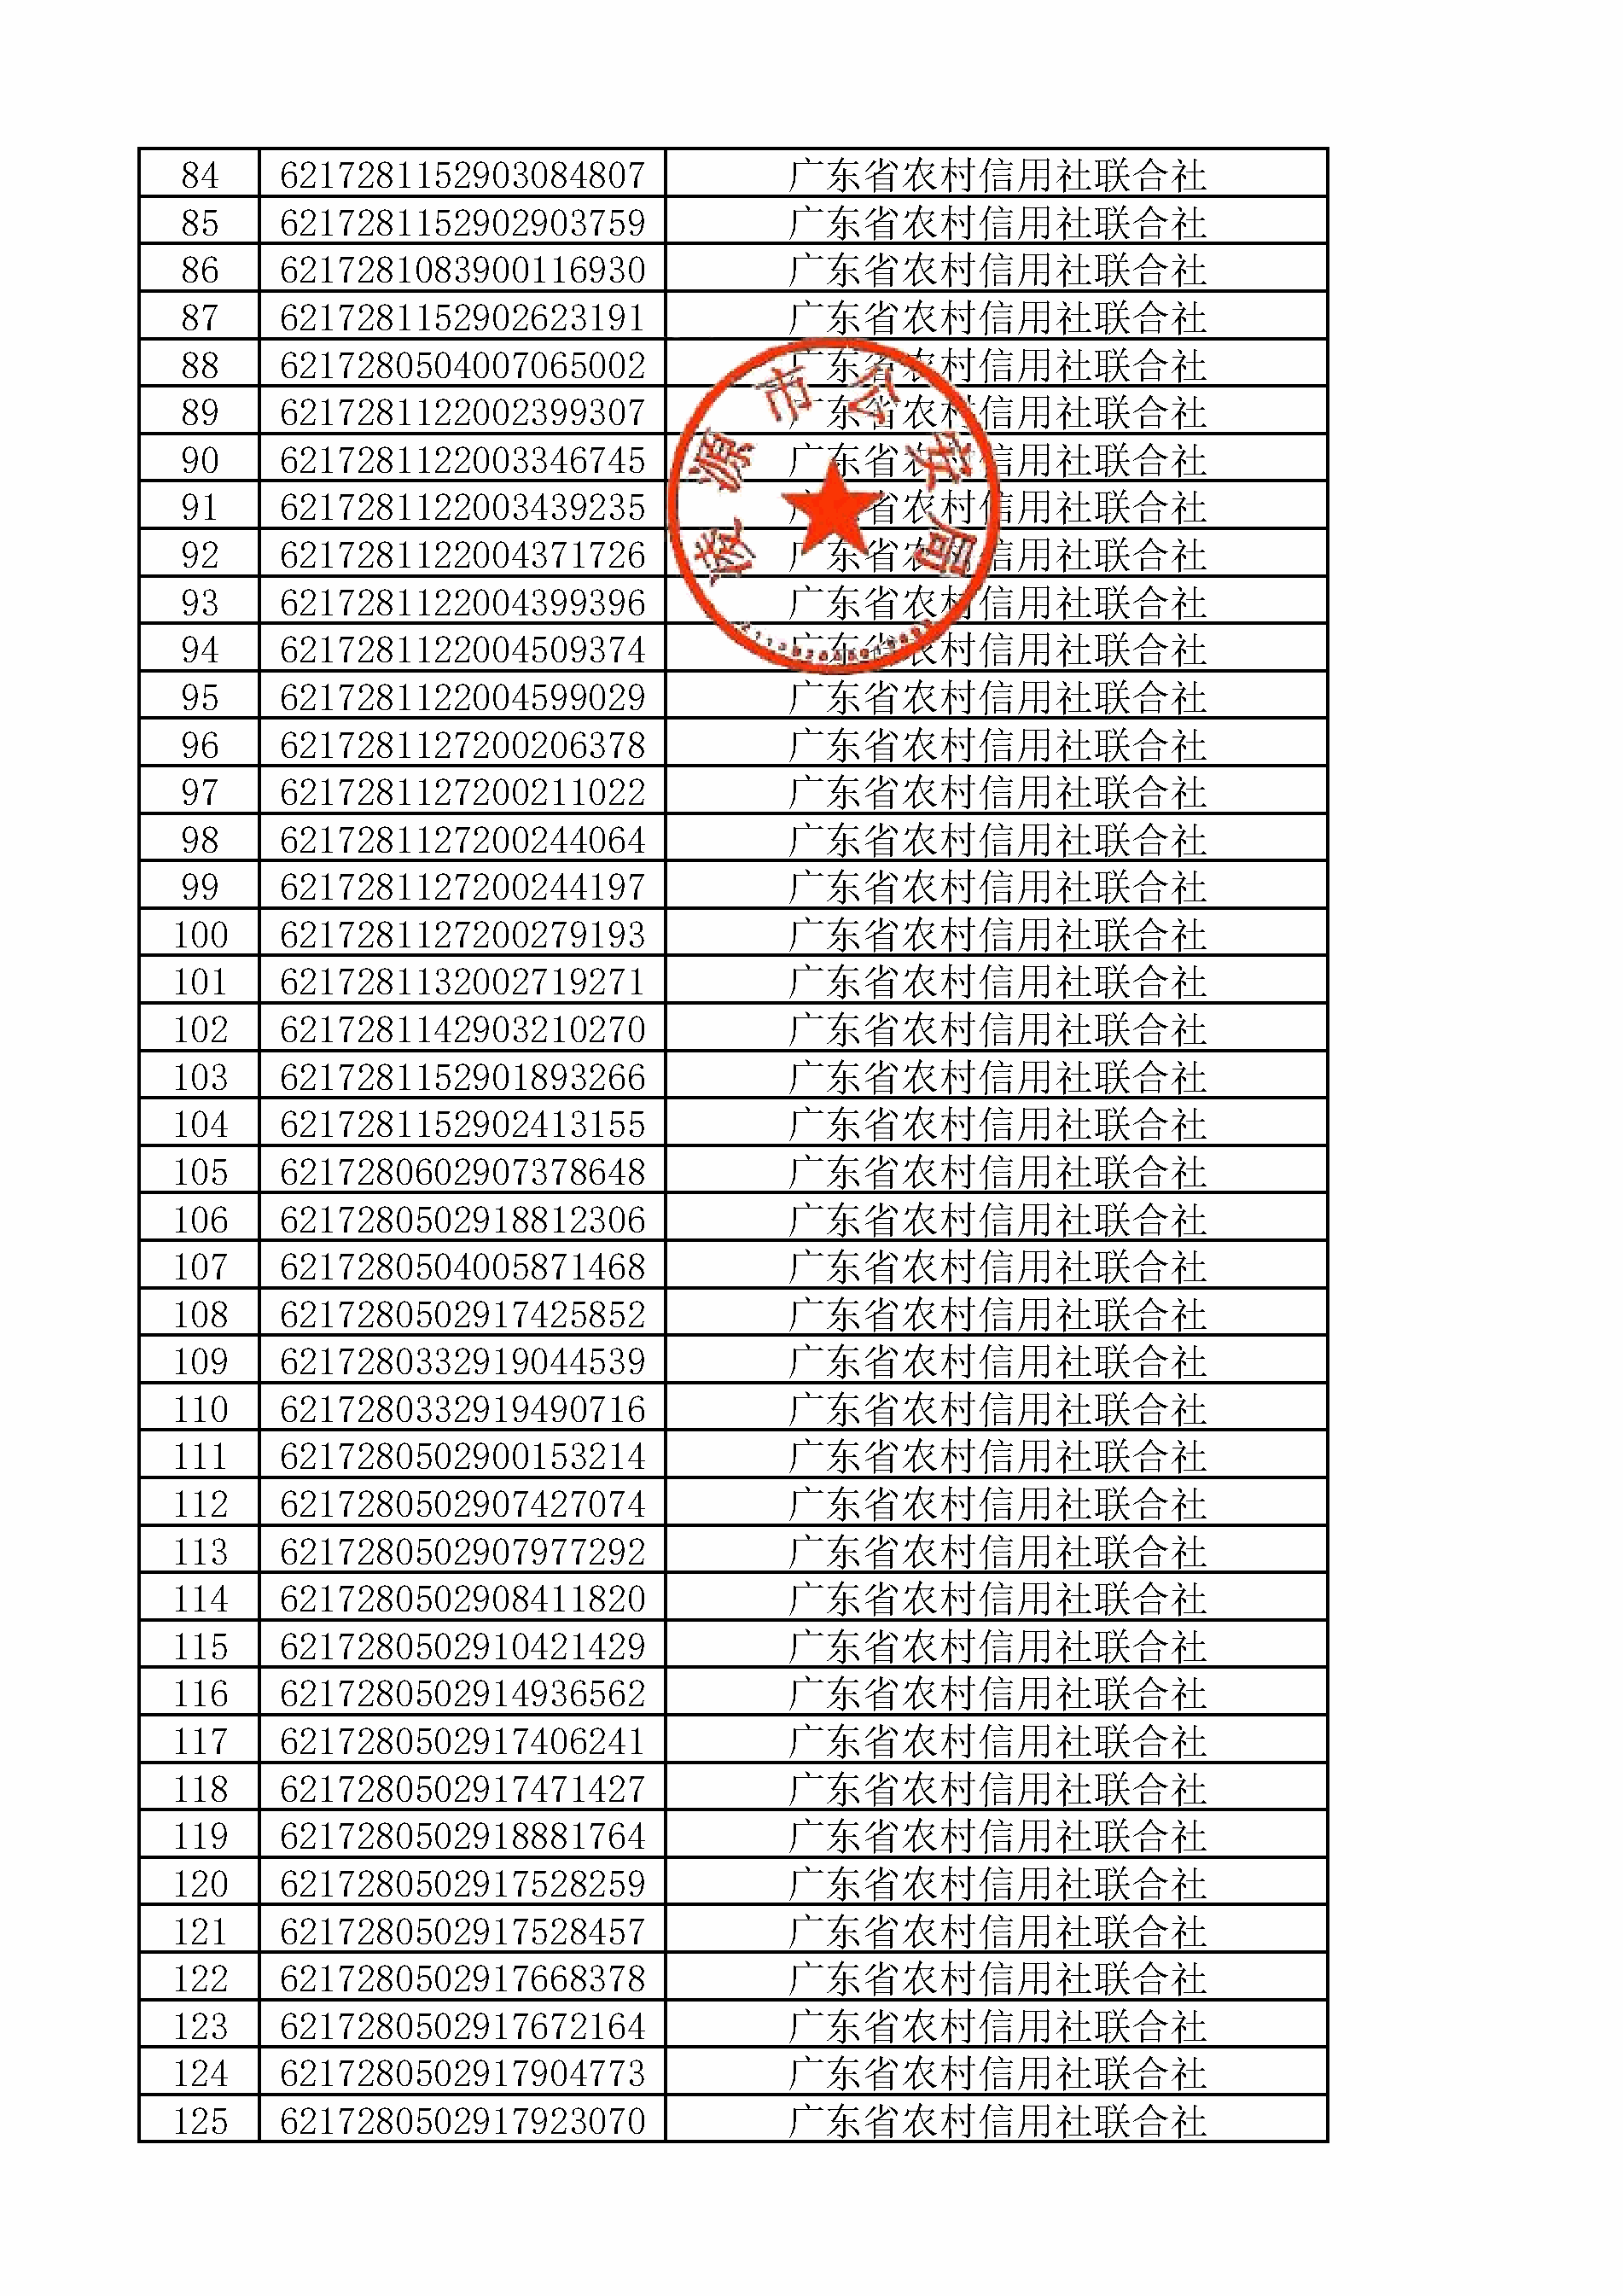 84 6217281152903084807 广东省农村信用社联合社
85 6217281152902903759 广东省农村信用社联合社
86 6217281083900116930 广东省农村信用社联合社
87 6217281152902623191 广东省农村信用社联合社
88 6217280504007065002 广东省农村信用社联合社
89 6217281122002399307 广东省农村信用社联合社
90 6217281122003346745 广东省农村信用社联合社
91 6217281122003439235 广东省农村信用社联合社
92 6217281122004371726 广东省农村信用社联合社
93 6217281122004399396 广东省农村信用社联合社
94 6217281122004509374 广东省农村信用社联合社
95 6217281122004599029 广东省农村信用社联合社
96 6217281127200206378 广东省农村信用社联合社
97 6217281127200211022 广东省农村信用社联合社
98 6217281127200244064 广东省农村信用社联合社
99 6217281127200244197 广东省农村信用社联合社
100 6217281127200279193 广东省农村信用社联合社
101 6217281132002719271 广东省农村信用社联合社
102 6217281142903210270 广东省农村信用社联合社
103 6217281152901893266 广东省农村信用社联合社
104 6217281152902413155 广东省农村信用社联合社
105 6217280602907378648 广东省农村信用社联合社
106 6217280502918812306 广东省农村信用社联合社
107 6217280504005871468 广东省农村信用社联合社
108 6217280502917425852 广东省农村信用社联合社
109 6217280332919044539 广东省农村信用社联合社
110 6217280332919490716 广东省农村信用社联合社
111 6217280502900153214 广东省农村信用社联合社
112 6217280502907427074 广东省农村信用社联合社
113 6217280502907977292 广东省农村信用社联合社
114 6217280502908411820 广东省农村信用社联合社
115 6217280502910421429 广东省农村信用社联合社
116 6217280502914936562 广东省农村信用社联合社
117 6217280502917406241 广东省农村信用社联合社
118 6217280502917471427 广东省农村信用社联合社
119 6217280502918881764 广东省农村信用社联合社
120 6217280502917528259 广东省农村信用社联合社
121 6217280502917528457 广东省农村信用社联合社
122 6217280502917668378 广东省农村信用社联合社
123 6217280502917672164 广东省农村信用社联合社
124 6217280502917904773 广东省农村信用社联合社
125 6217280502917923070 广东省农村信用社联合社
凌源市公安局